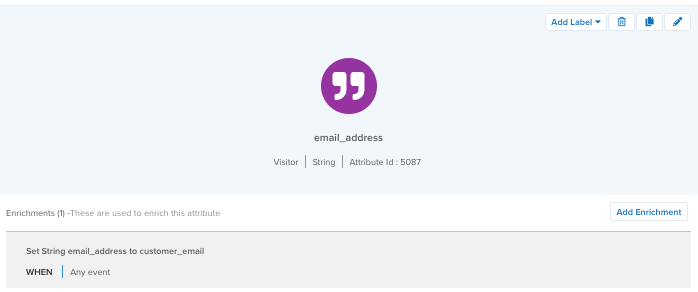 Add Label
email_address
Visitor | String | Attribute Id : 5087
Enrichments (1) -These are used to enrich this attribute
Add Enrichment
Set String email_address to customer_email
WHEN | Any event